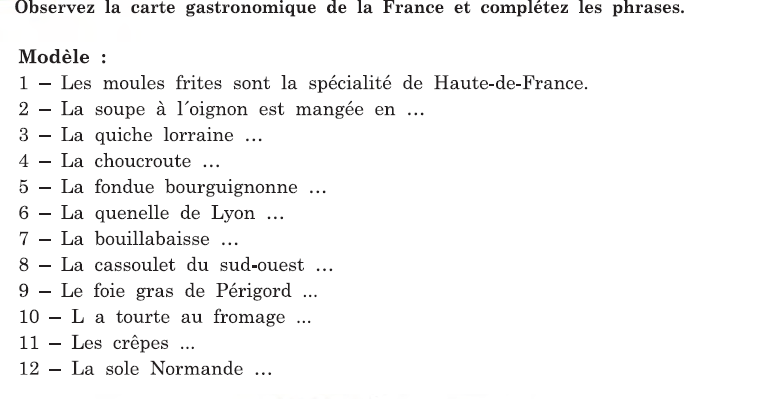 Observez la carte gastronomique de la France et complétez les phrases.
Modèle :
1 – Les moules frites sont la spécialité de Haute-de-France.
2 – La soupe à l´oignon est mangée en ...
3 – La quiche lorraine ...
4 – La choucroute ...
5 – La fondue bourguignonne ...
6 – La quenelle de Lyon ...
7 – La bouillabaisse ...
8 – La cassoulet du sud-ouest ...
9 – Le foie gras de Périgord ...
10 – L a tourte au fromage ...
11 – Les crêpes ...
12 – La sole Normande ...